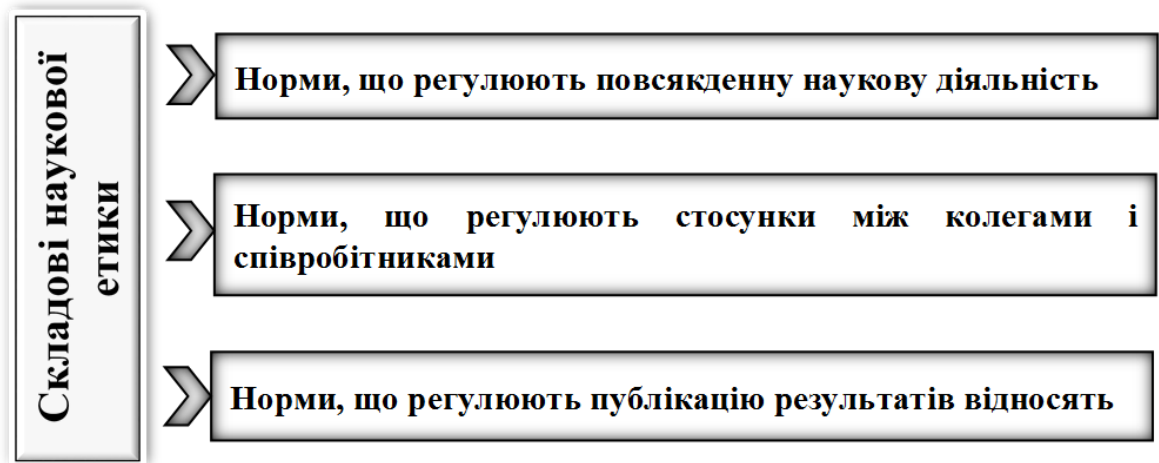 Складові наукової
етики
Норми, що регулюють повсякденну наукову діяльність
Норми, що регулюють стосунки між колегами і
співробітниками
Норми, що регулюють публікацію результатів відносять